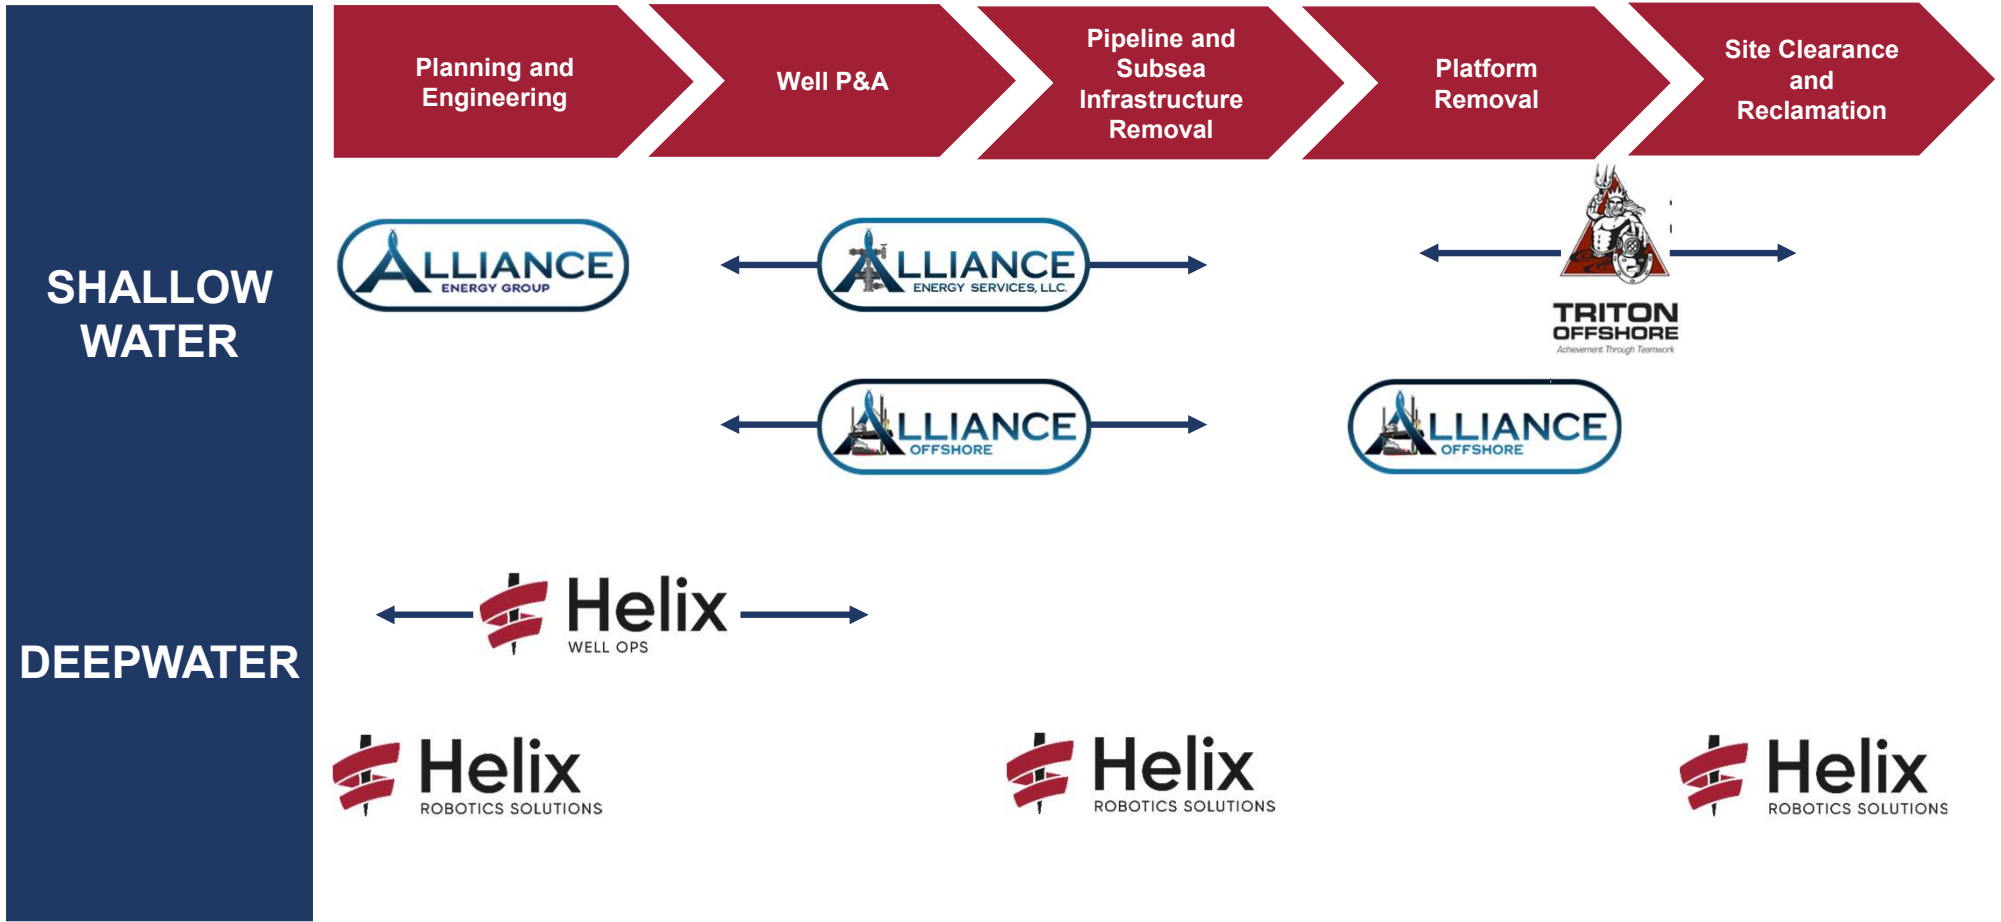 Planning and
Engineering
Well P&A
Pipeline and
Subsea
Infrastructure
Removal
Platform
Removal
Site Clearance
and
Reclamation
SHALLOW
WATER
ALLIANCE
ENERGY GROUP
ALLIANCE
ENERGY SERVICES, LLC.
TRITON
OFFSHORE
Achievement Through Teamwork
ALLIANCE
OFFSHORE
ALLIANCE
OFFSHORE
DEEPWATER
Helix
WELL OPS
Helix
ROBOTICS SOLUTIONS
Helix
ROBOTICS SOLUTIONS
Helix
ROBOTICS SOLUTIONS